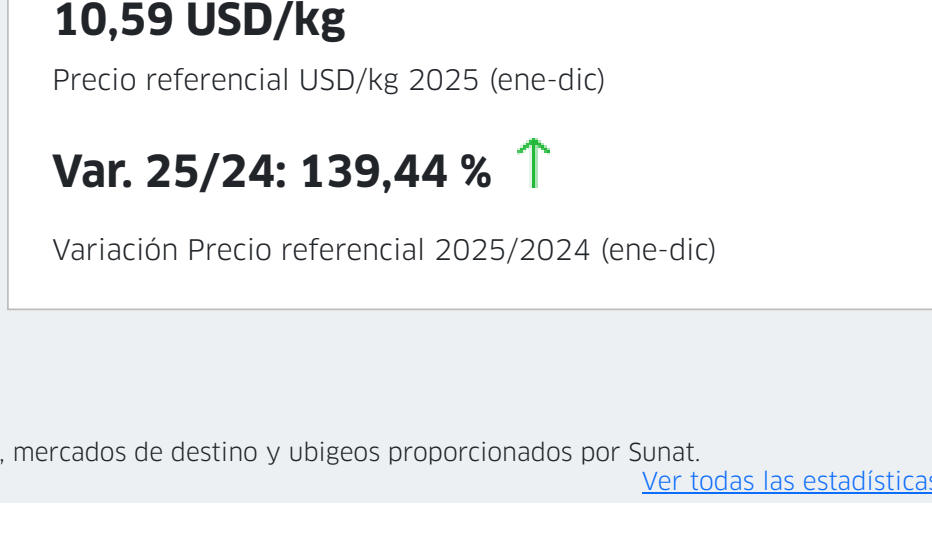 10,59 USD/kg
Precio referencial USD/kg 2025 (ene-dic)
Var. 25/24: 139,44 %
Variación Precio referencial 2025/2024 (ene-dic)
, mercados de destino y ubigeos proporcionados por Sunat.
Ver todas las estadísticas